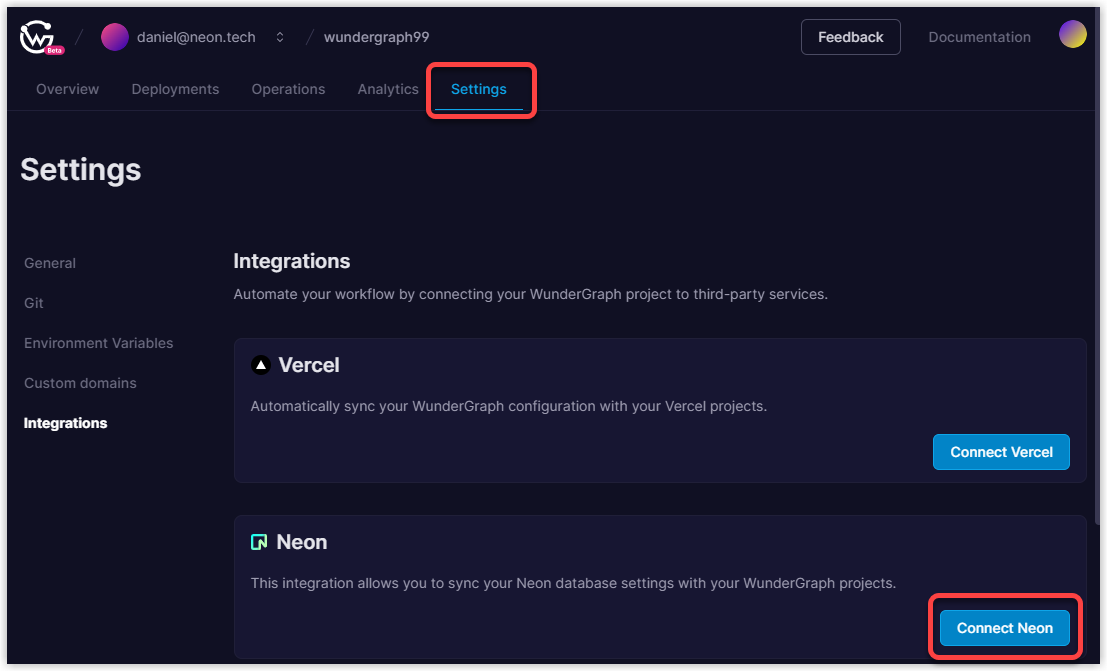 Beta
/ daniel@neon.tech / wundergraph99
Feedback
Documentation
Overview
Deployments
Operations
Analytics
Settings
Settings
General
Git
Environment Variables
Custom domains
Integrations
Integrations
Automate your workflow by connecting your WunderGraph project to third-party services.
Vercel
Automatically sync your WunderGraph configuration with your Vercel projects.
Connect Vercel
Neon
This integration allows you to sync your Neon database settings with your WunderGraph projects.
Connect Neon